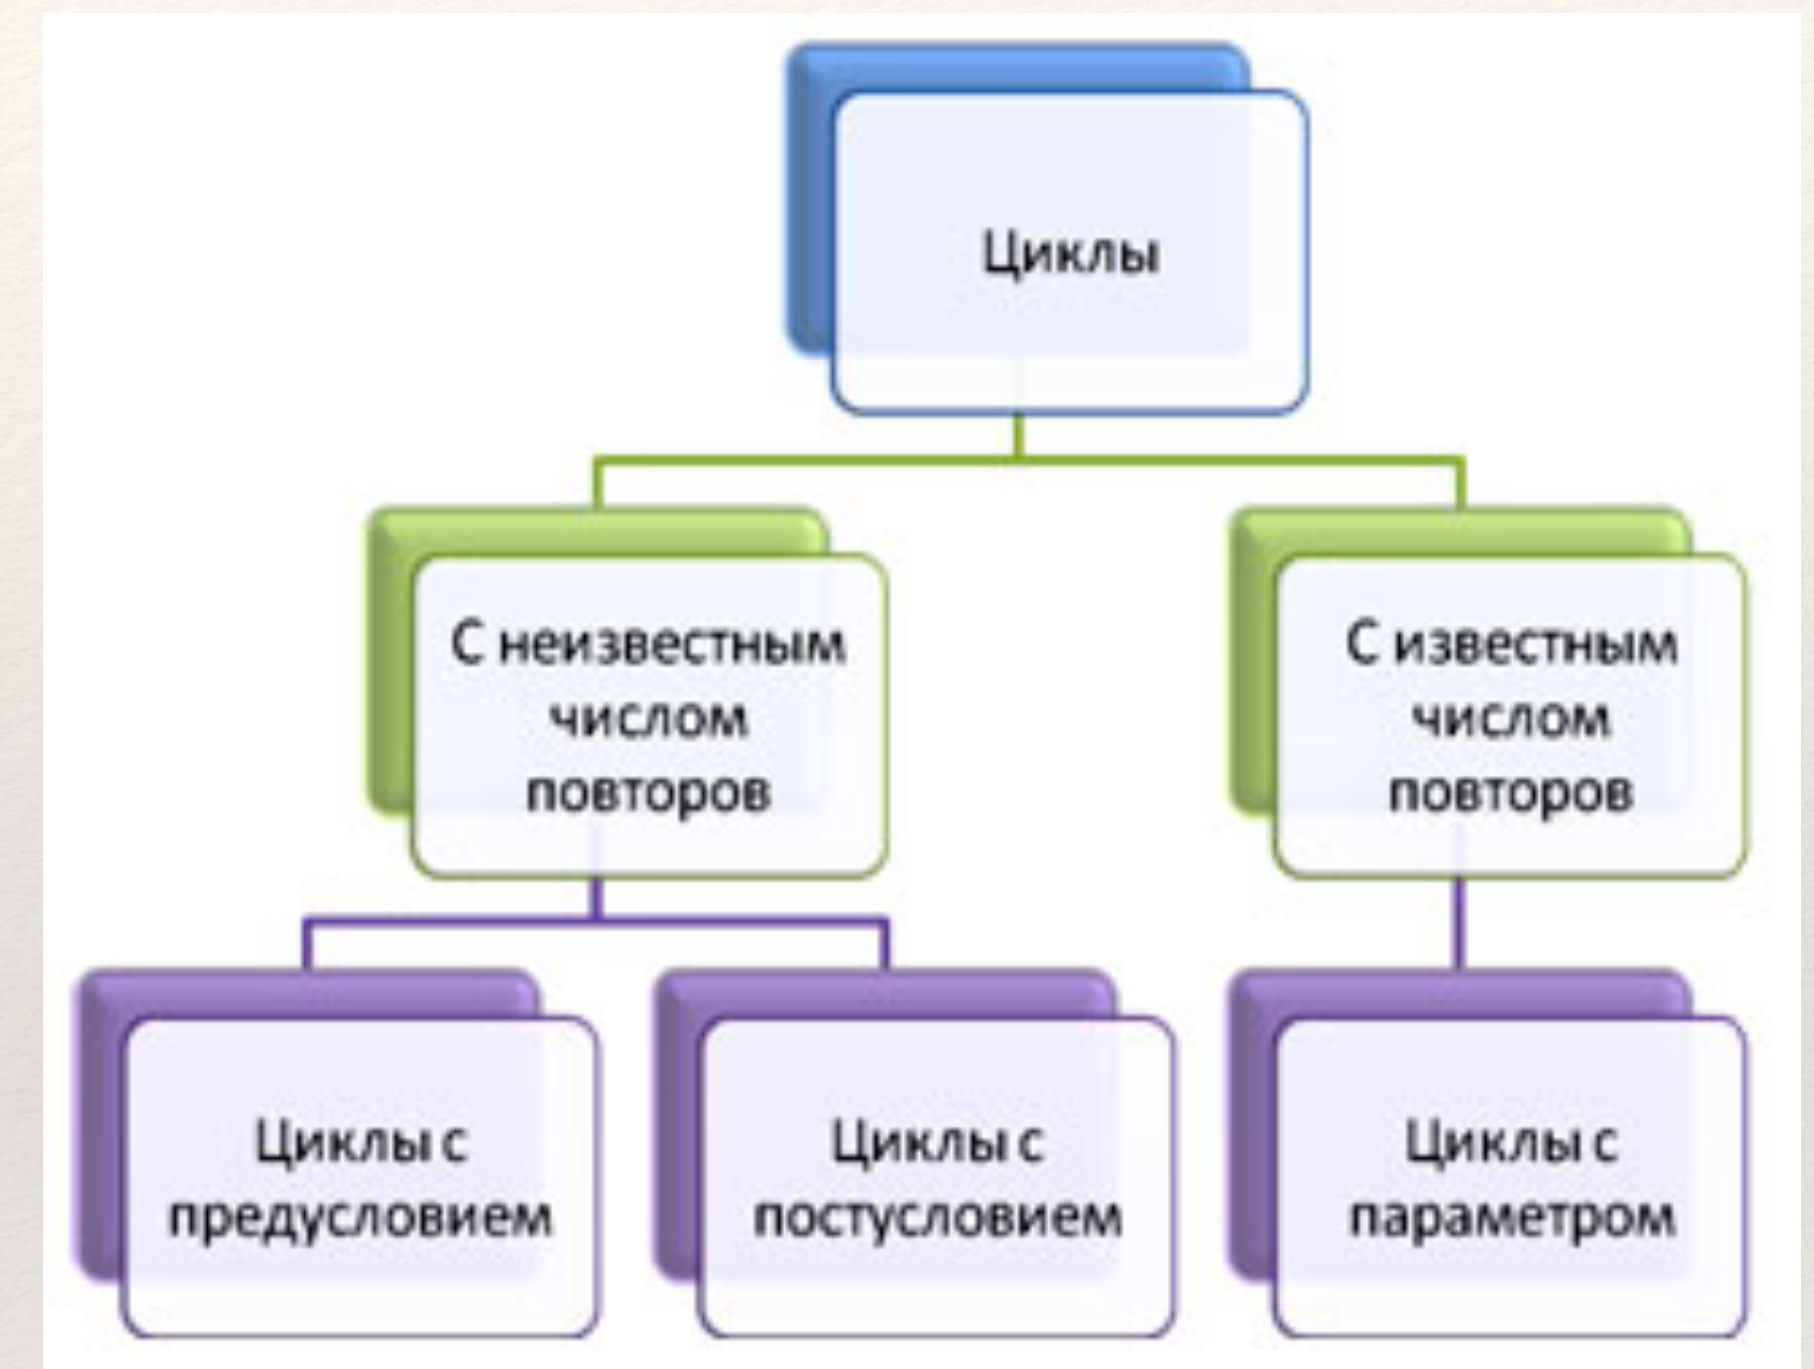 Циклы
С неизвестным
числом
повторов
С известным
числом
повторов
Циклы с
предусловием
Циклы с
постусловием
Циклы с
параметром